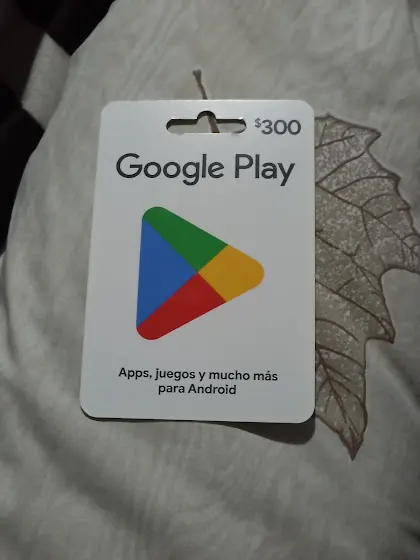 $300
Google Play
Apps, juegos y mucho más
para Android